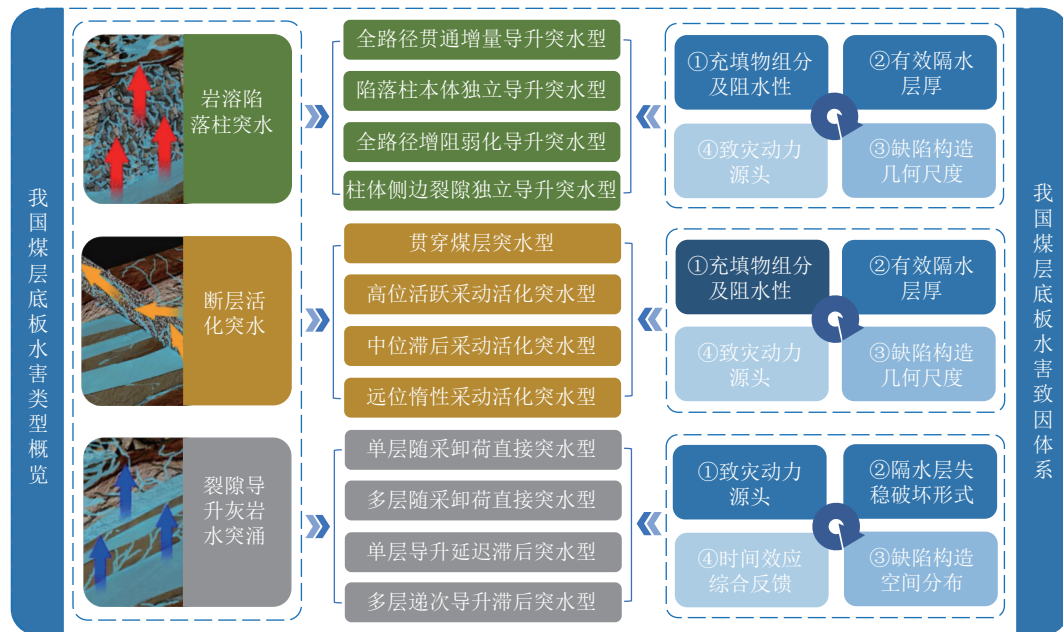 我国煤层底板水害类型概览
岩溶陷
落柱突水
全路径贯通增量导升突水型
陷落柱本体独立导升突水型
全路径增阻弱化导升突水型
柱体侧边裂隙独立导升突水型
①充填物组分
及阻水性
②有效隔水
层厚
④致灾动力
源头
③缺陷构造
几何尺度
断层活
化突水
贯穿煤层突水型
高位活跃采动活化突水型
中位滞后采动活化突水型
远位惰性采动活化突水型
①充填物组分
及阻水性
②有效隔水
层厚
④致灾动力
源头
③缺陷构造
几何尺度
裂隙导
升灰岩
水突涌
单层随采卸荷直接突水型
多层随采卸荷直接突水型
单层导升延迟滞后突水型
多层递次导升滞后突水型
①致灾动力
源头
②隔水层失
稳破坏形式
④时间效应
综合反馈
③缺陷构造
空间分布
我国煤层底板水害致因体系